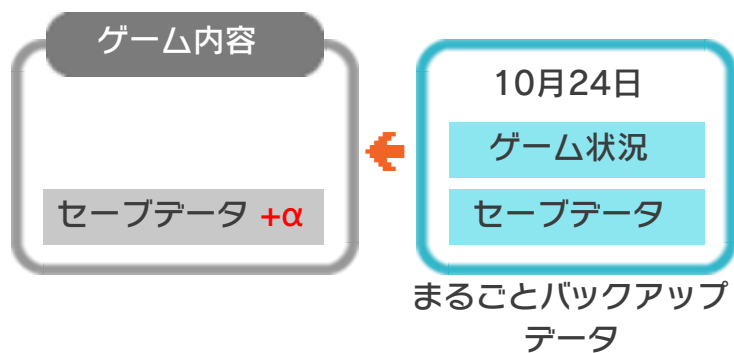 ゲーム内容
セーブデータ +α
10月24日
ゲーム状況
セーブデータ
まるごとバックアップ
データ